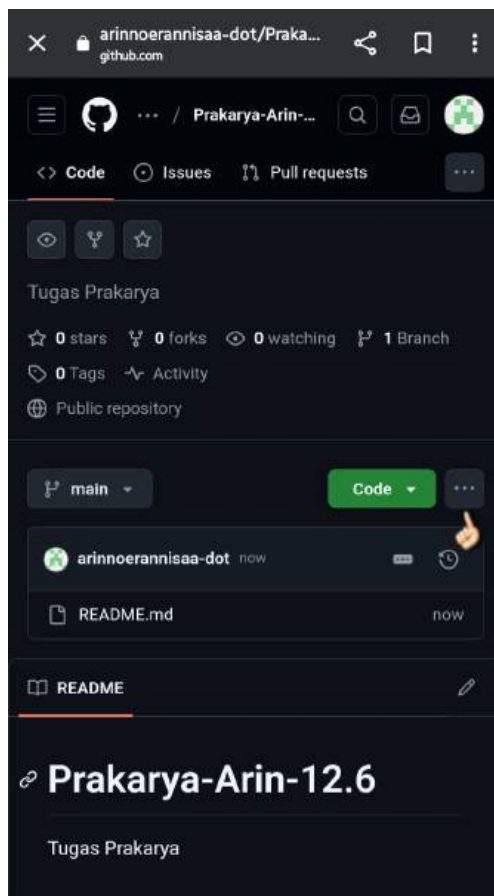 arinnoerannisaa-dot/Praka...
github.com
... / Prakarya-Arin-...
<> Code Issues Pull requests ...
Tugas Prakarya
0 stars 0 forks 0 watching 1 Branch
0 Tags Activity
Public repository
main Code ...
arinnoerannisaa-dot now
README.md now
README
Prakarya-Arin-12.6
Tugas Prakarya